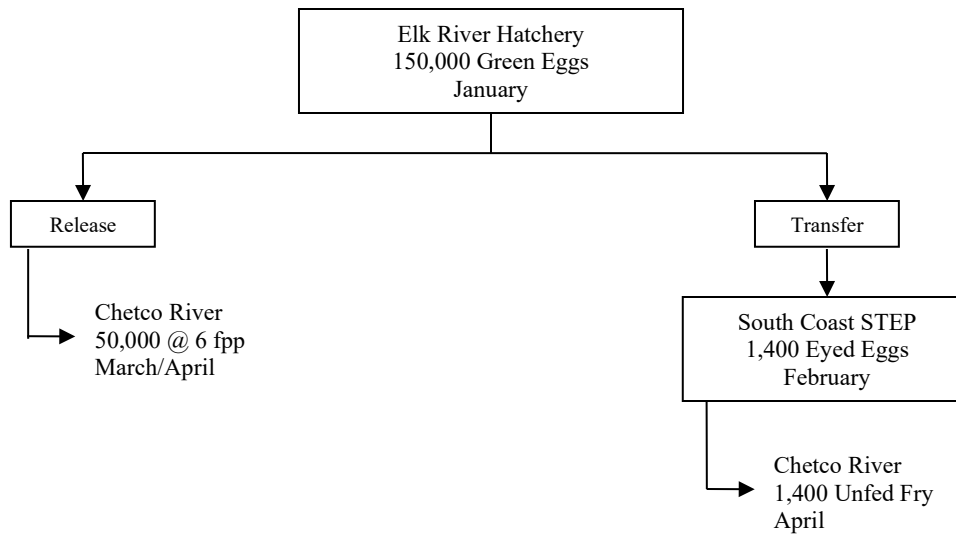 Elk River Hatchery
150,000 Green Eggs
January
Release
Transfer
Chetco River
50,000 @ 6 fpp
March/April
South Coast STEP
1,400 Eyed Eggs
February
Chetco River
1,400 Unfed Fry
April